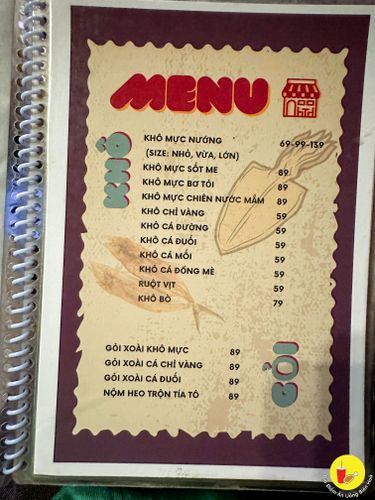 MENU
KHÔ
KHÔ MỰC NƯỚNG 69-99-139
(SIZE: NHỎ, VỪA, LỚN)
KHÔ MỰC SỐT ME 89
KHÔ MỰC BƠ TỎI 89
KHÔ MỰC CHIÊN NƯỚC MẮM 89
KHÔ CHỈ VÀNG 59
KHÔ CÁ ĐƯỜNG 59
KHÔ CÁ ĐUỐI 59
KHÔ CÁ MỐI 59
KHÔ CÁ ĐỔNG MÈ 59
RUỘT VỊT 59
KHÔ BÒ 79
GỎI
GỎI XOÀI KHÔ MỰC 89
GỎI XOÀI CÁ CHỈ VÀNG 89
GỎI XOÀI CÁ ĐUỐI 89
NỘM HEO TRỘN TÍA TÔ 89